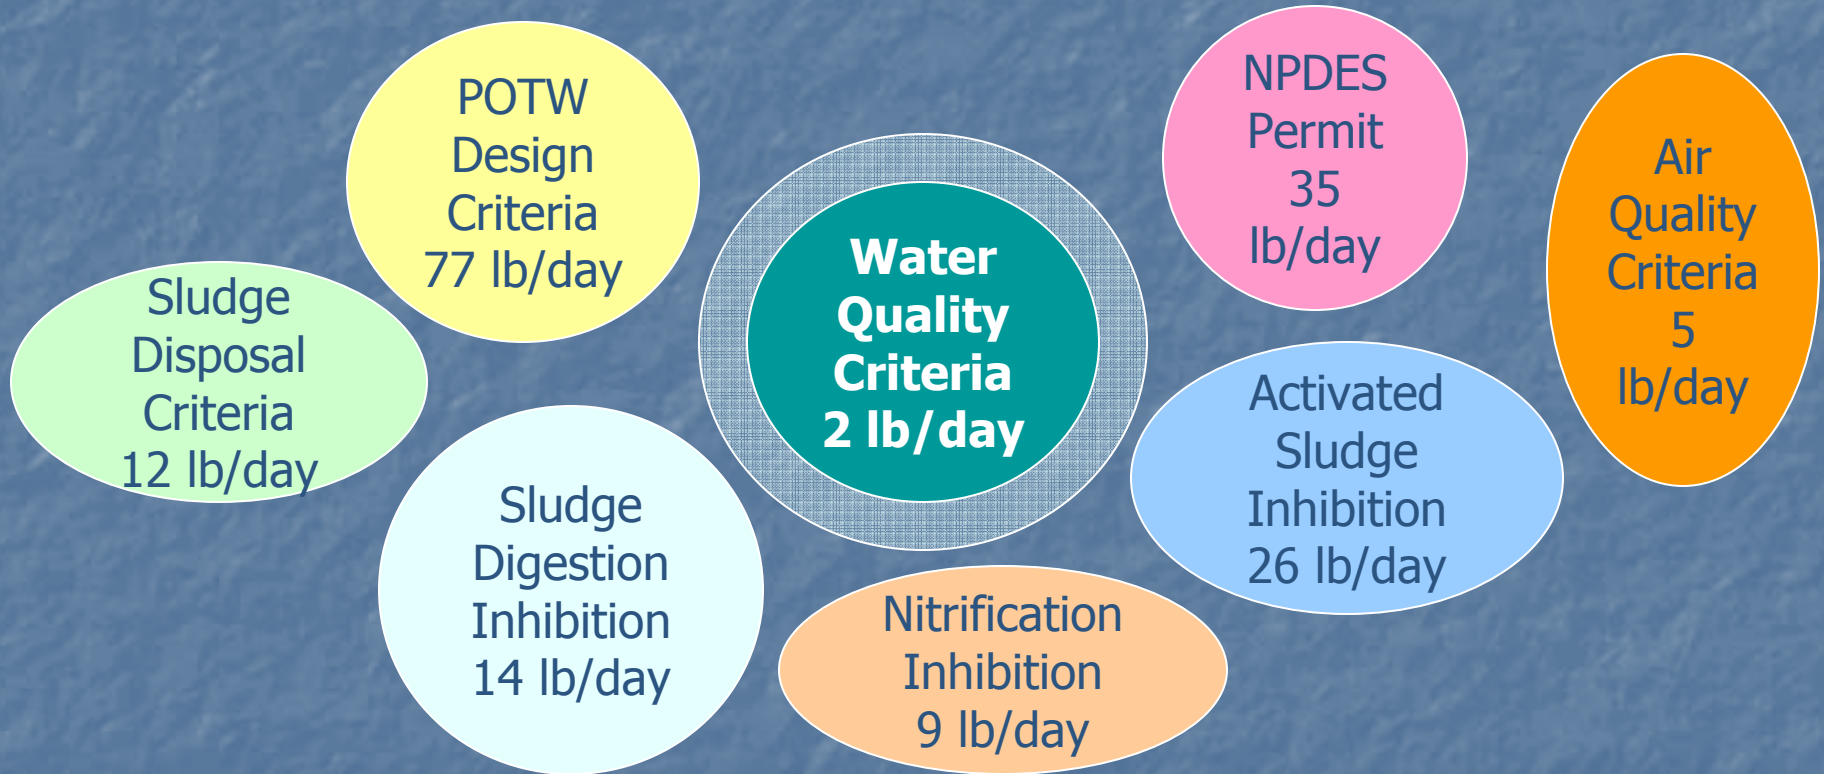 POTW
Design
Criteria
77 lb/day
NPDES
Permit
35
lb/day
Air
Quality
Criteria
5
lb/day
Water
Quality
Criteria
2 lb/day
Sludge
Disposal
Criteria
12 lb/day
Activated
Sludge
Inhibition
26 lb/day
Sludge
Digestion
Inhibition
14 lb/day
Nitrification
Inhibition
9 lb/day